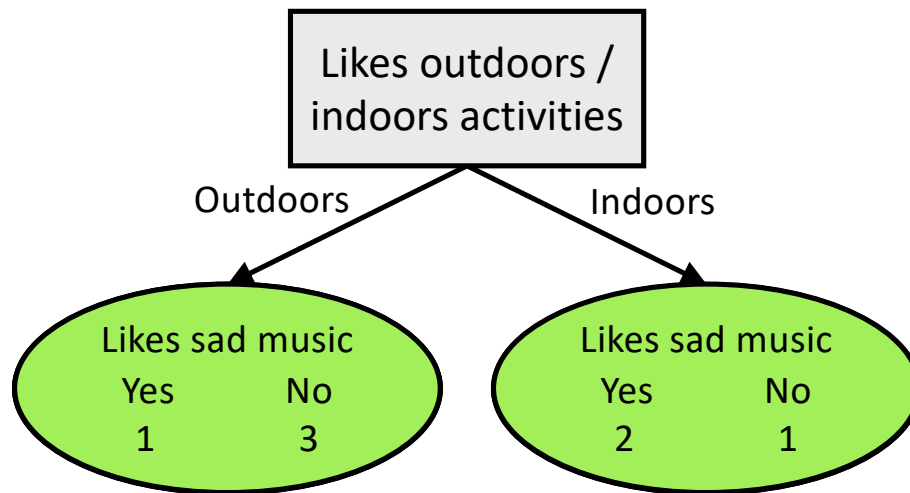 Likes outdoors /
indoors activities
Outdoors
Indoors
Likes sad music
Yes No
1 3
Likes sad music
Yes No
2 1